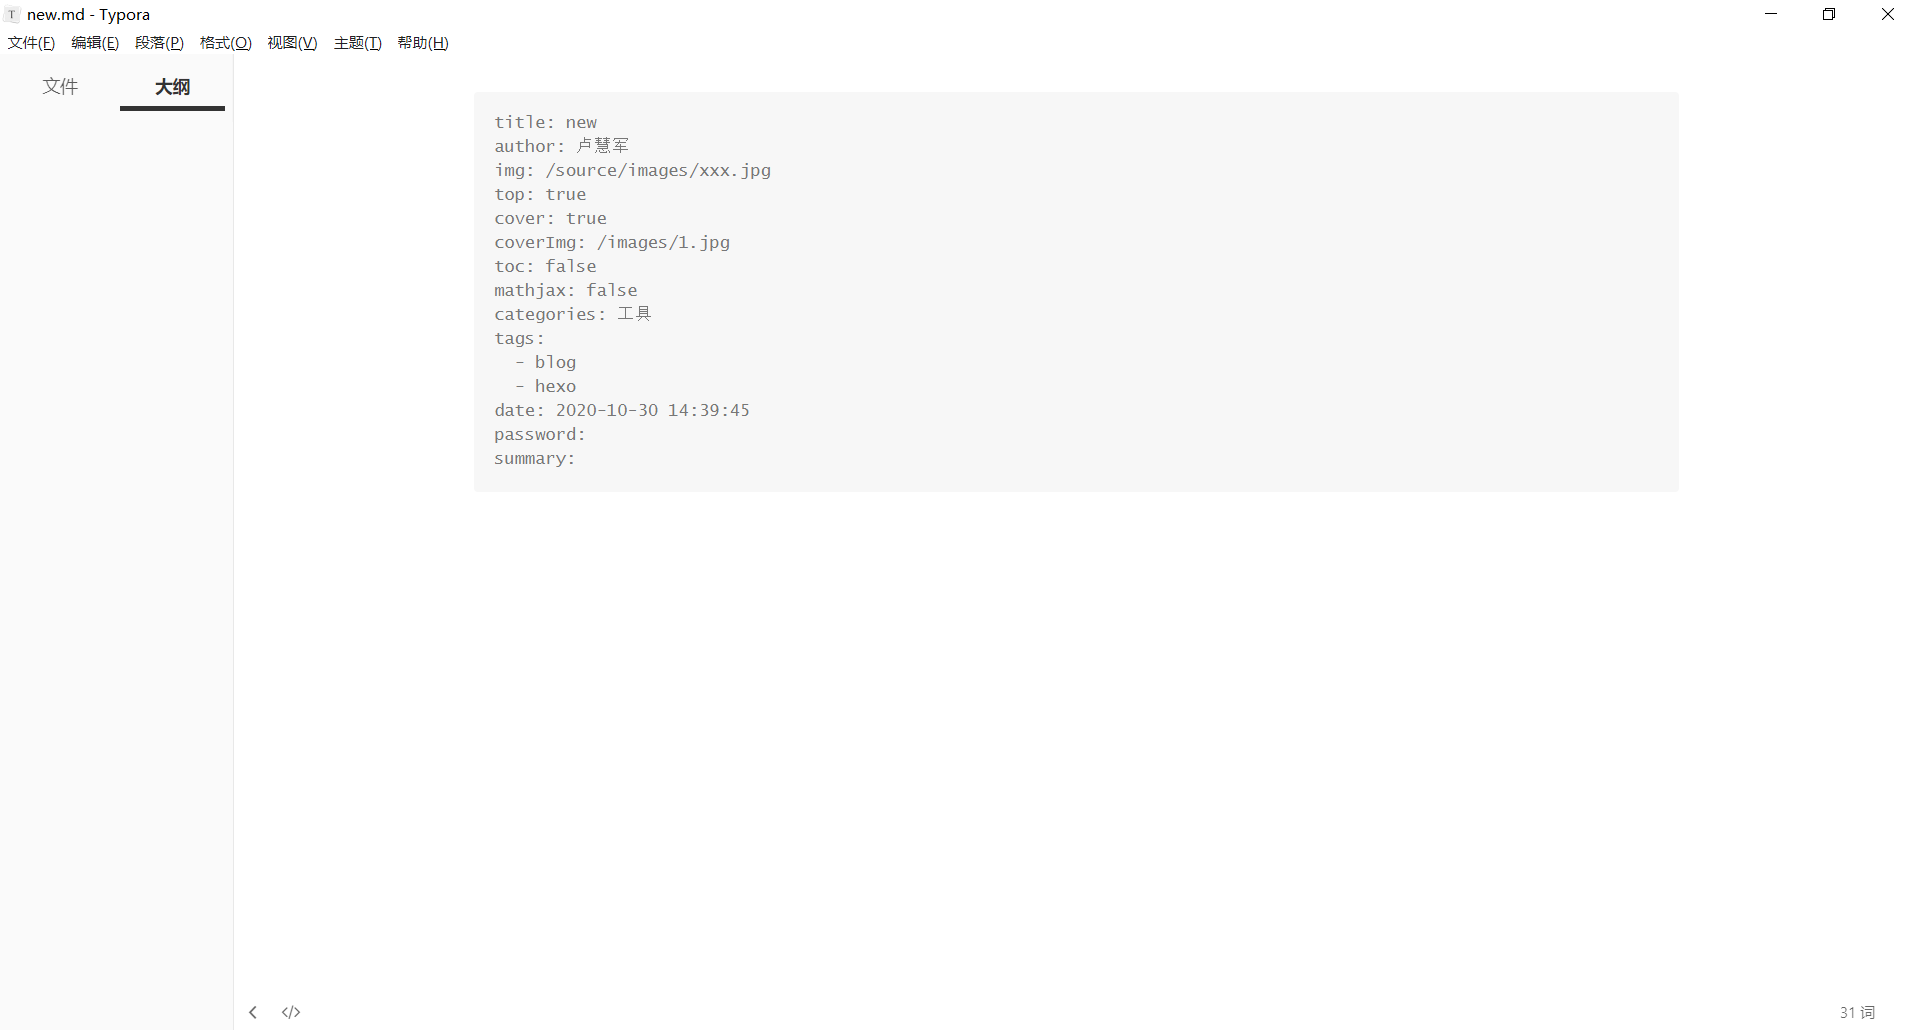 T new.md - Typora
文件(F) 编辑(E) 段落(P) 格式(O) 视图(V) 主题(T) 帮助(H)
文件 大纲
title: new
author: 卢慧军
img: /source/images/xxx.jpg
top: true
cover: true
coverImg: /images/1.jpg
toc: false
mathjax: false
categories: 工具
tags:
  - blog
  - hexo
date: 2020-10-30 14:39:45
password:
summary:
</> 31 词